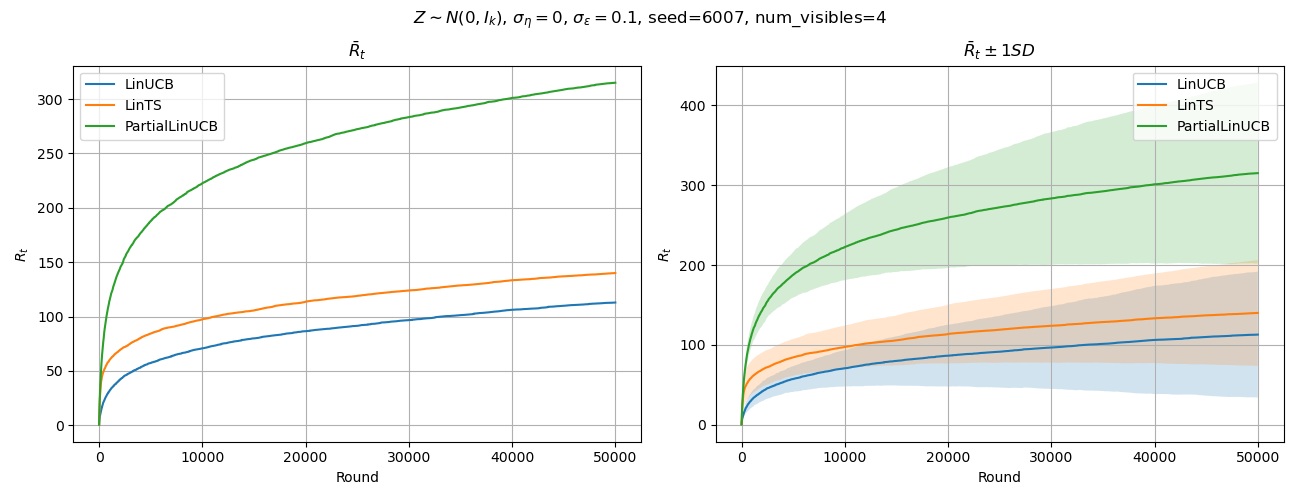 Z ∼ N(0, I_k), σ_η = 0, σ_ε = 0.1, seed=6007, num_visibles=4
R̄_t
LinUCB
LinTS
PartialLinUCB
300
250
200
150
100
50
0
R_t
0 10000 20000 30000 40000 50000
Round
R̄_t ± 1SD
LinUCB
LinTS
PartialLinUCB
400
300
200
100
0
R_t
0 10000 20000 30000 40000 50000
Round